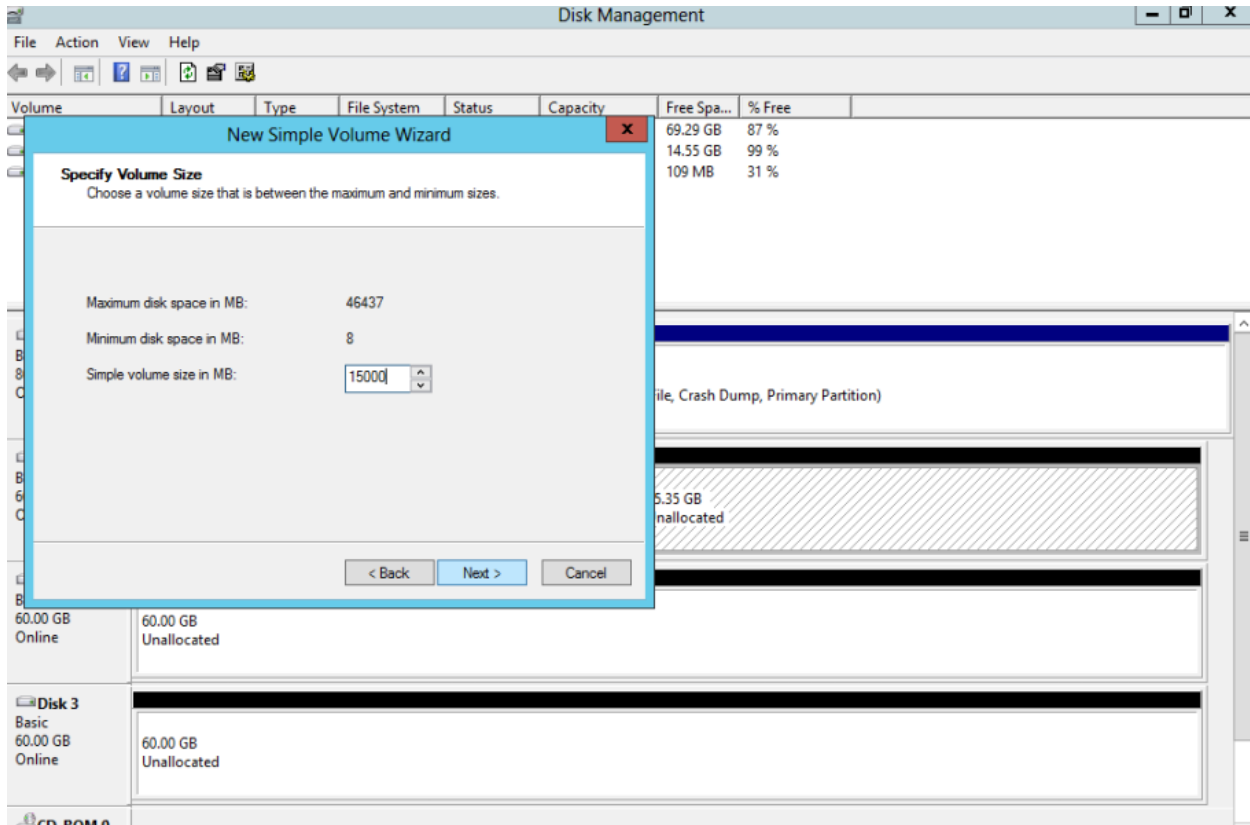 Disk Management
File Action View Help
Volume Layout Type File System Status Capacity Free Spa... % Free
69.29 GB 87 %
14.55 GB 99 %
109 MB 31 %
New Simple Volume Wizard
Specify Volume Size
Choose a volume size that is between the maximum and minimum sizes.
Maximum disk space in MB: 46437
Minimum disk space in MB: 8
Simple volume size in MB: 15000
< Back Next > Cancel
ile, Crash Dump, Primary Partition)
5.35 GB
nallocated
60.00 GB
Online
60.00 GB
Unallocated
Disk 3
Basic
60.00 GB
Online
60.00 GB
Unallocated
CD-ROM 0